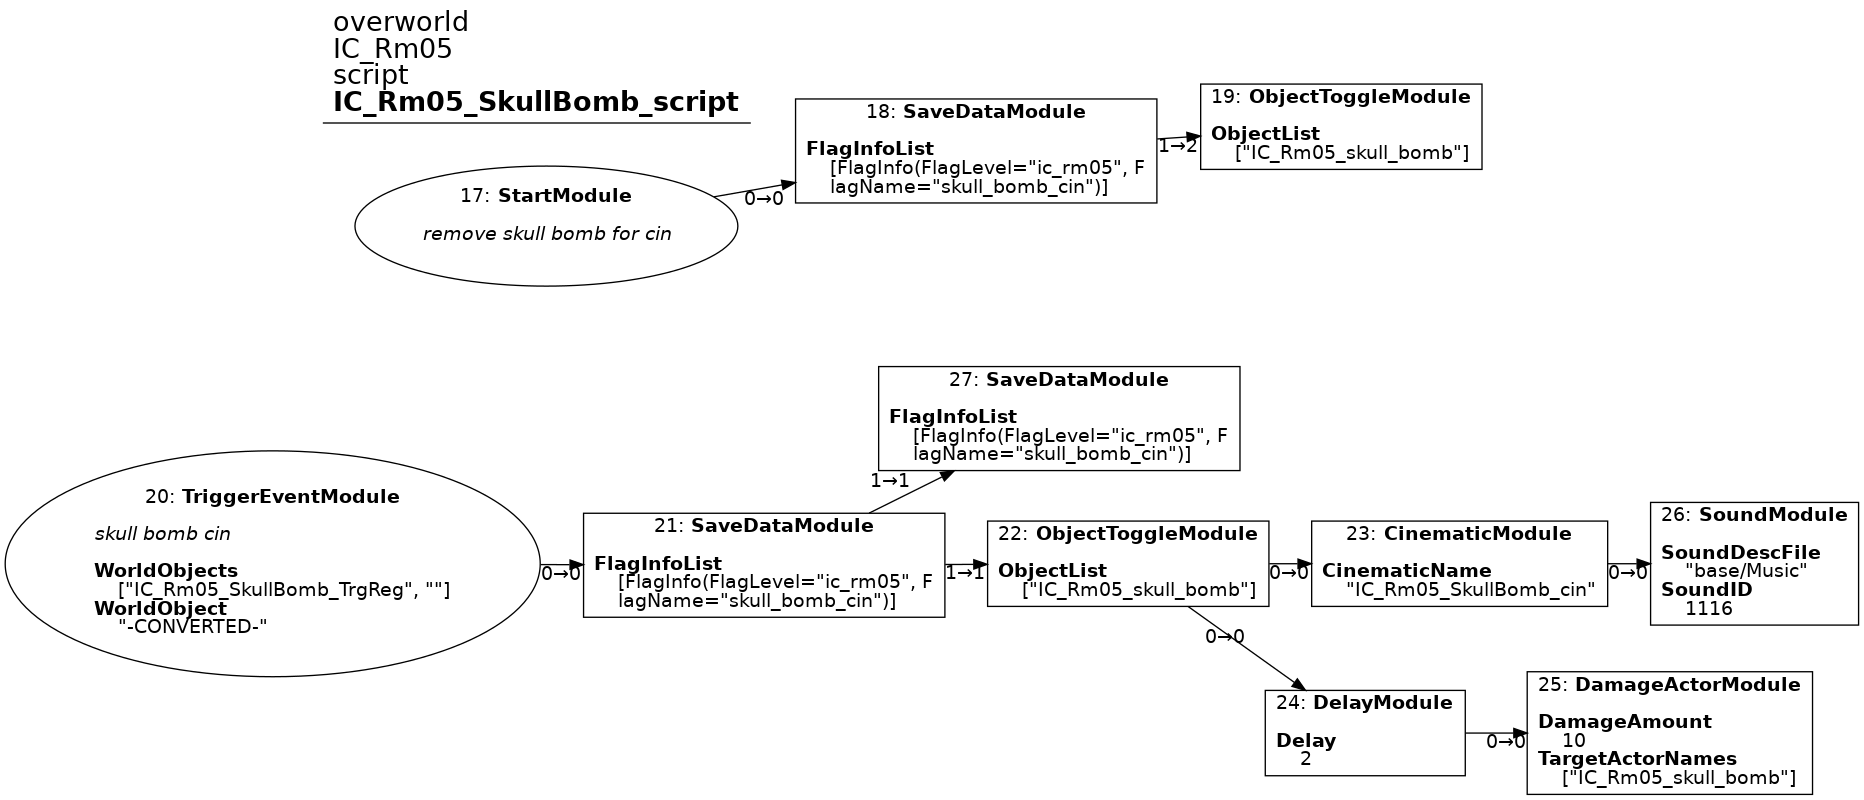 overworld
IC_Rm05
script
IC_Rm05_SkullBomb_script
17: StartModule
remove skull bomb for cin
0→0
18: SaveDataModule
FlagInfoList
[FlagInfo(FlagLevel="ic_rm05", F
lagName="skull_bomb_cin")]
1→2
19: ObjectToggleModule
ObjectList
["IC_Rm05_skull_bomb"]
20: TriggerEventModule
skull bomb cin
WorldObjects
["IC_Rm05_SkullBomb_TrgReg", ""]
WorldObject
"-CONVERTED-"
0→0
21: SaveDataModule
FlagInfoList
[FlagInfo(FlagLevel="ic_rm05", F
lagName="skull_bomb_cin")]
1→1
27: SaveDataModule
FlagInfoList
[FlagInfo(FlagLevel="ic_rm05", F
lagName="skull_bomb_cin")]
1→1
22: ObjectToggleModule
ObjectList
["IC_Rm05_skull_bomb"]
0→0
23: CinematicModule
CinematicName
"IC_Rm05_SkullBomb_cin"
0→0
26: SoundModule
SoundDescFile
"base/Music"
SoundID
1116
0→0
24: DelayModule
Delay
2
0→0
25: DamageActorModule
DamageAmount
10
TargetActorNames
["IC_Rm05_skull_bomb"]